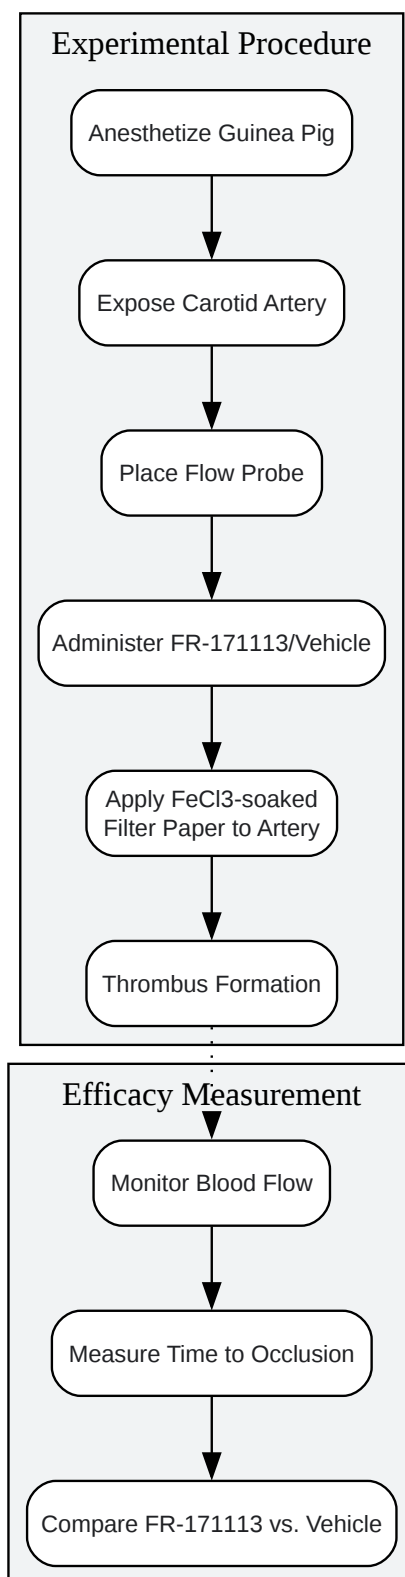 Experimental Procedure
Anesthetize Guinea Pig
Expose Carotid Artery
Place Flow Probe
Administer FR-171113/Vehicle
Apply FeCl3-soaked
Filter Paper to Artery
Thrombus Formation
Efficacy Measurement
Monitor Blood Flow
Measure Time to Occlusion
Compare FR-171113 vs. Vehicle